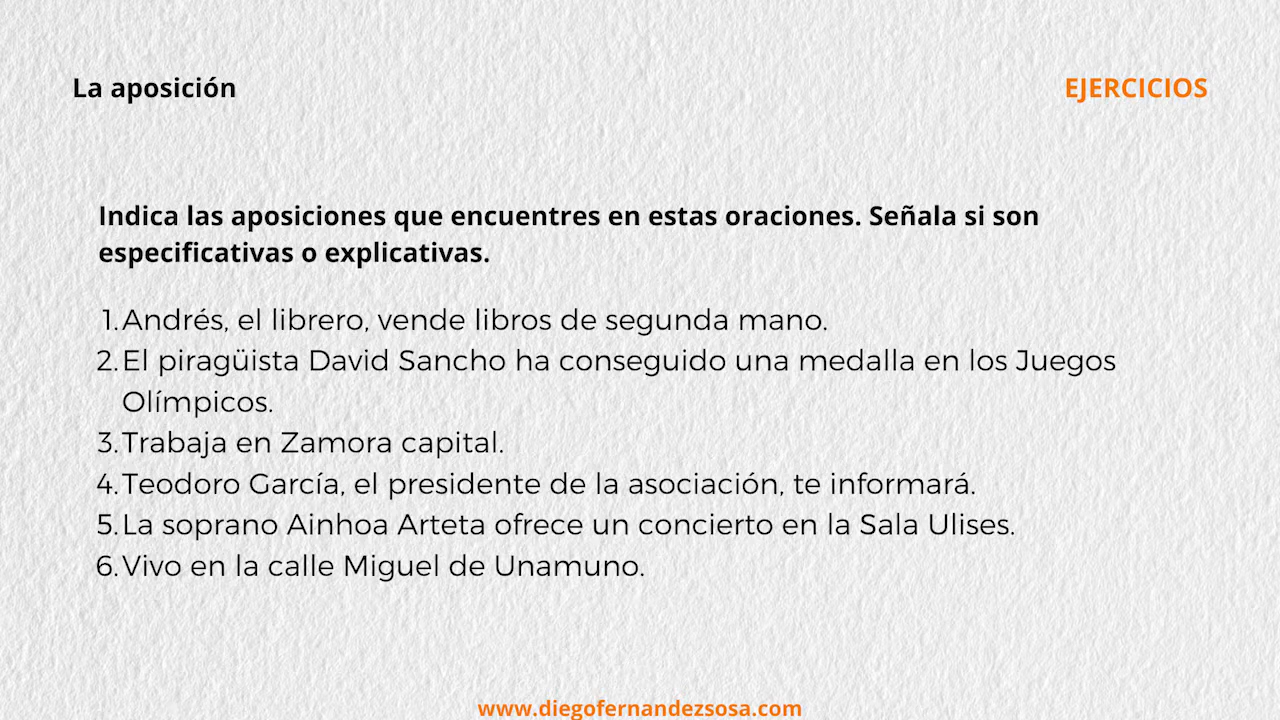 La aposición
EJERCICIOS
Indica las aposiciones que encuentres en estas oraciones. Señala si son
especificativas o explicativas.
1. Andrés, el librero, vende libros de segunda mano.
2. El piragüista David Sancho ha conseguido una medalla en los Juegos
Olímpicos.
3. Trabaja en Zamora capital.
4. Teodoro García, el presidente de la asociación, te informará.
5. La soprano Ainhoa Arteta ofrece un concierto en la Sala Ulises.
6. Vivo en la calle Miguel de Unamuno.
www.diegofernandezsosa.com